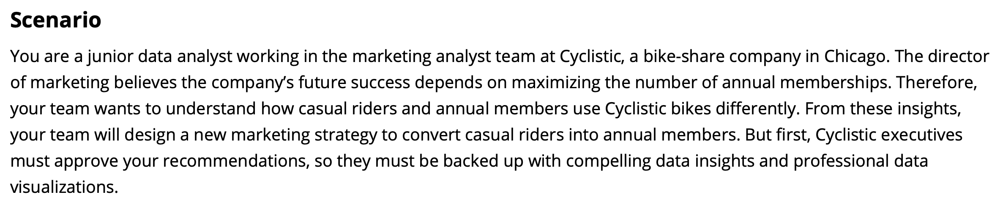 Scenario
You are a junior data analyst working in the marketing analyst team at Cyclistic, a bike-share company in Chicago. The director
of marketing believes the company’s future success depends on maximizing the number of annual memberships. Therefore,
your team wants to understand how casual riders and annual members use Cyclistic bikes differently. From these insights,
your team will design a new marketing strategy to convert casual riders into annual members. But first, Cyclistic executives
must approve your recommendations, so they must be backed up with compelling data insights and professional data
visualizations.